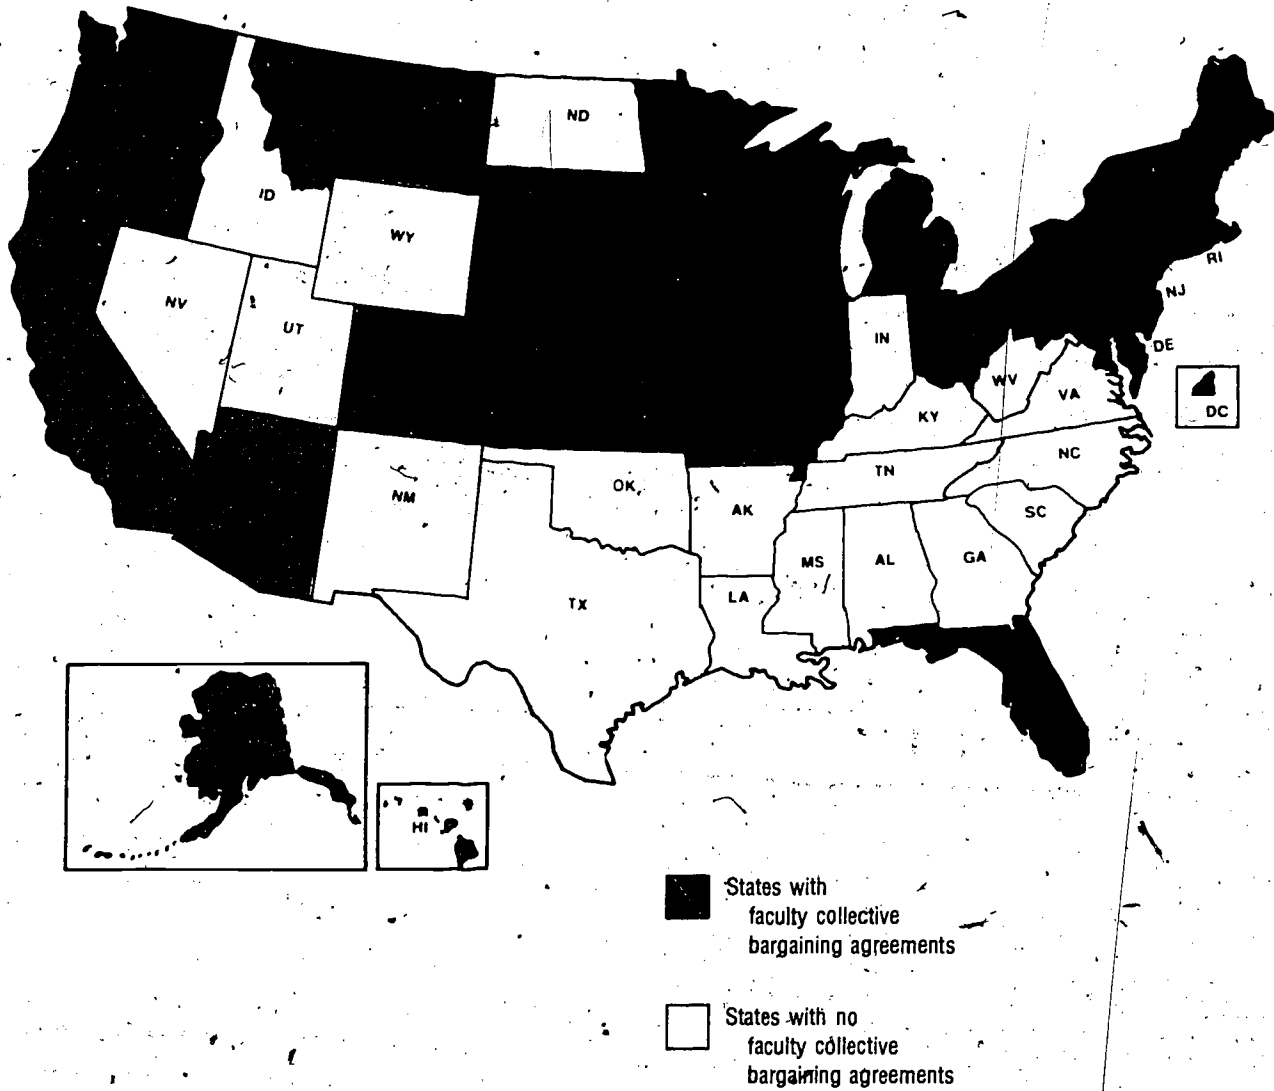 ND
ID
WY
RI
NV
NJ
UT
IN
DE
WV
VA
DC
KY
NC
TN
OK
NM
AK
SC
MS
AL
GA
LA
TX
HI
States with
faculty collective
bargaining agreements
States with no
faculty collective
bargaining agreements